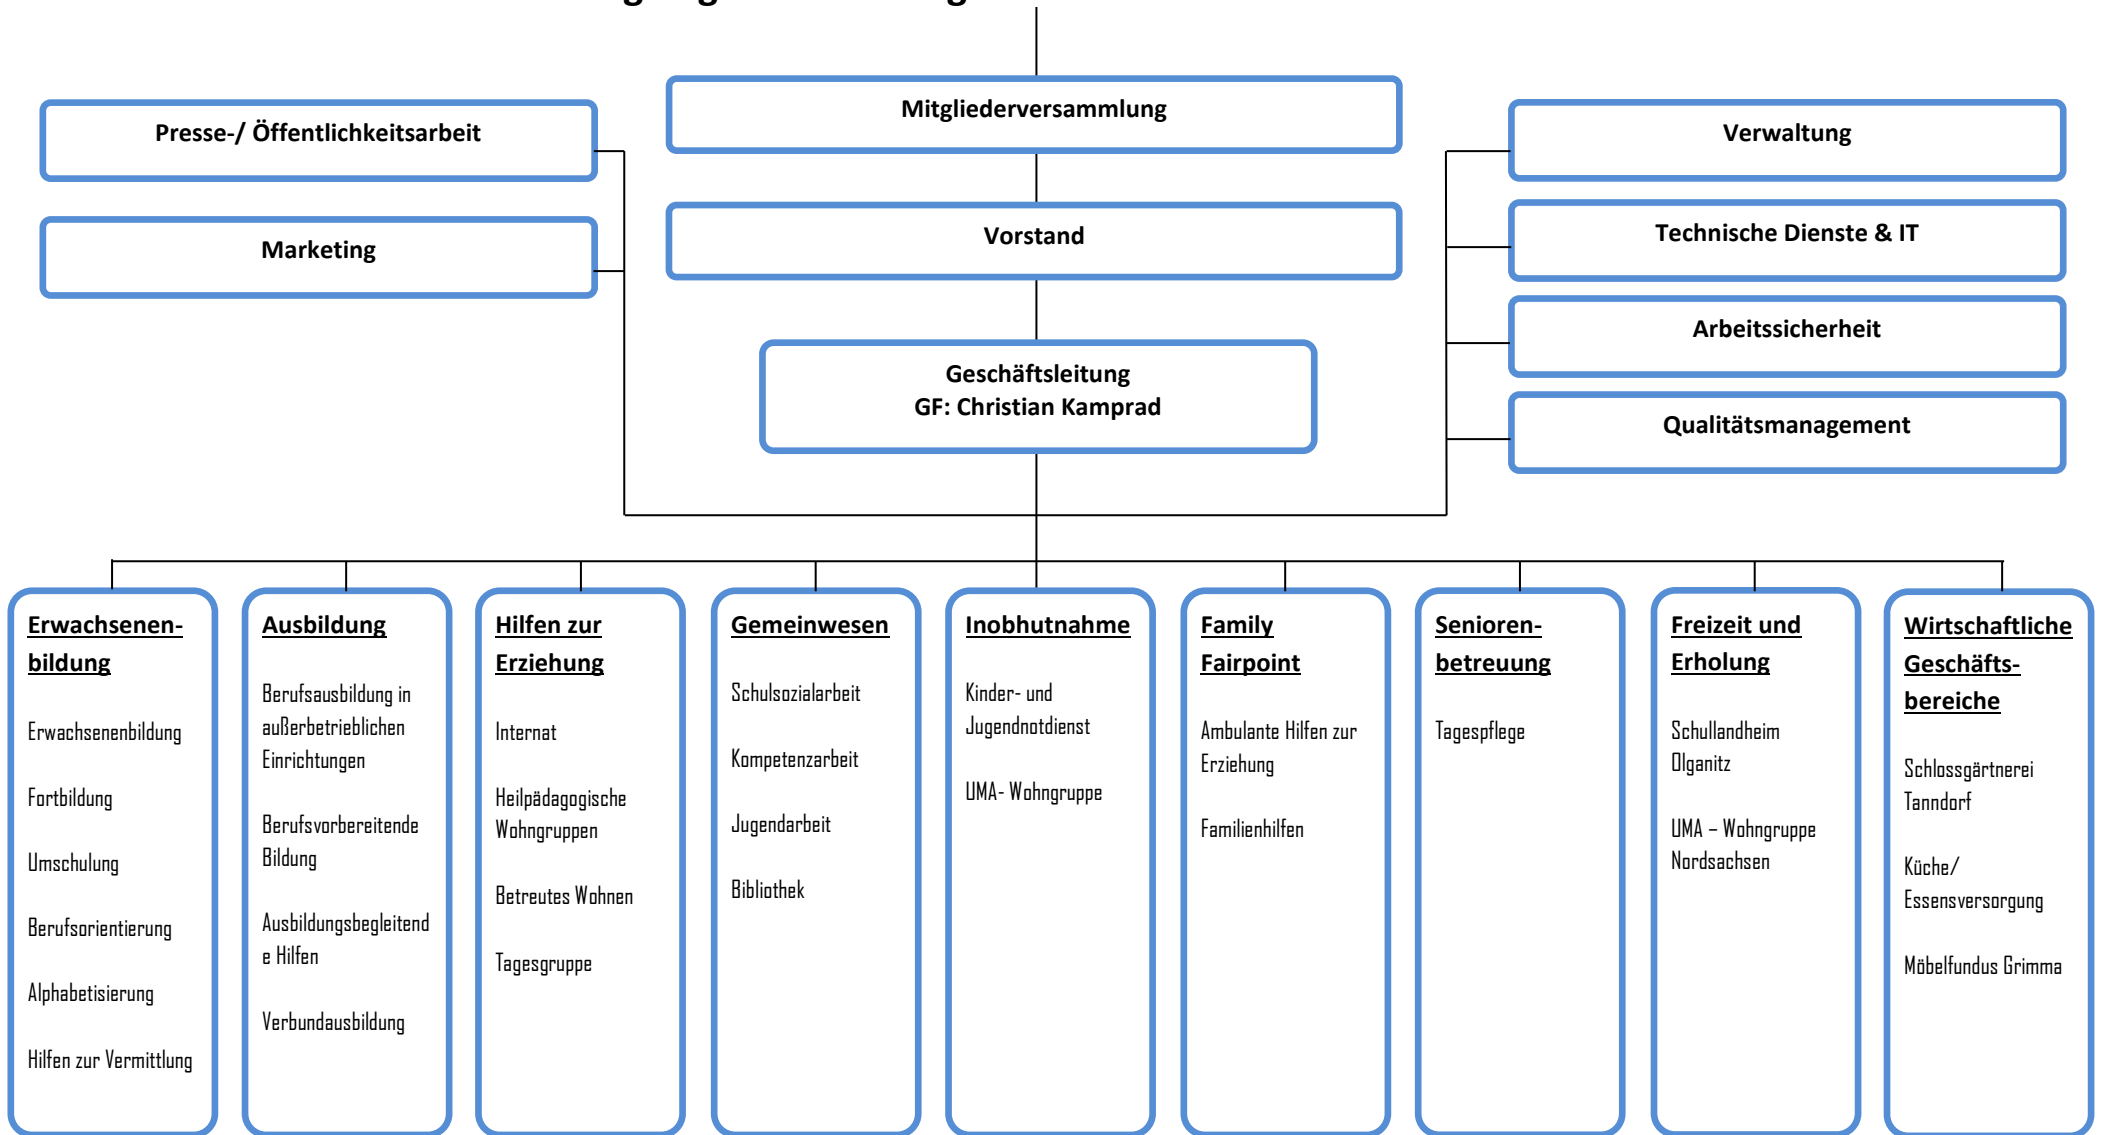 Mitgliederversammlung
Presse-/ Öffentlichkeitsarbeit
Verwaltung
Marketing
Vorstand
Technische Dienste & IT
Arbeitssicherheit
Geschäftsleitung
GF: Christian Kamprad
Qualitätsmanagement
Erwachsenen-
bildung
Erwachsenenbildung
Fortbildung
Umschulung
Berufsorientierung
Alphabetisierung
Hilfen zur Vermittlung
Ausbildung
Berufsausbildung in
außerbetrieblichen
Einrichtungen
Berufsvorbereitende
Bildung
Ausbildungsbegleitend
e Hilfen
Verbundausbildung
Hilfen zur
Erziehung
Internat
Heilpädagogische
Wohngruppen
Betreutes Wohnen
Tagesgruppe
Gemeinwesen
Schulsozialarbeit
Kompetenzarbeit
Jugendarbeit
Bibliothek
Inobhutnahme
Kinder- und
Jugendnotdienst
UMA- Wohngruppe
Family
Fairpoint
Ambulante Hilfen zur
Erziehung
Familienhilfen
Senioren-
betreuung
Tagespflege
Freizeit und
Erholung
Schullandheim
Olganitz
UMA – Wohngruppe
Nordsachsen
Wirtschaftliche
Geschäfts-
bereiche
Schlossgärtnerei
Tanndorf
Küche/
Essensversorgung
Möbelfundus Grimma